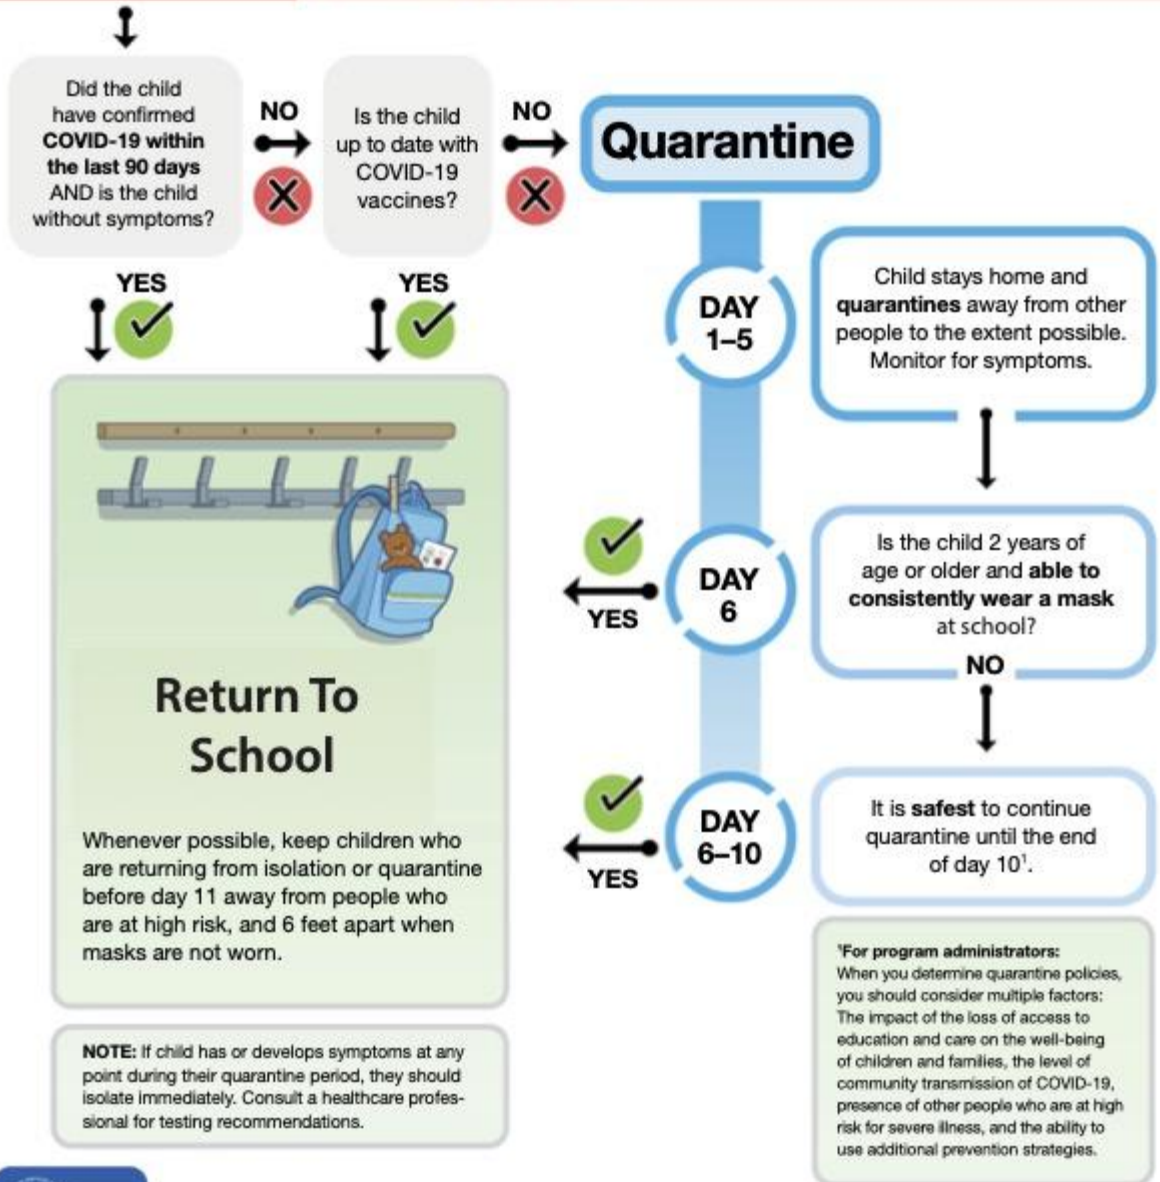 Did the child
have confirmed
COVID-19 within
the last 90 days
AND is the child
without symptoms?
NO
Is the child
up to date with
COVID-19
vaccines?
NO
Quarantine
YES
YES
DAY
1–5
Child stays home and
quarantines away from other
people to the extent possible.
Monitor for symptoms.
YES
DAY
6
Is the child 2 years of
age or older and able to
consistently wear a mask
at school?
NO
Return To
School
Whenever possible, keep children who
are returning from isolation or quarantine
before day 11 away from people who
are at high risk, and 6 feet apart when
masks are not worn.
YES
DAY
6–10
It is safest to continue
quarantine until the end
of day 10¹.
NOTE: If child has or develops symptoms at any
point during their quarantine period, they should
isolate immediately. Consult a healthcare profes-
sional for testing recommendations.
¹For program administrators:
When you determine quarantine policies,
you should consider multiple factors:
The impact of the loss of access to
education and care on the well-being
of children and families, the level of
community transmission of COVID-19,
presence of other people who are at high
risk for severe illness, and the ability to
use additional prevention strategies.